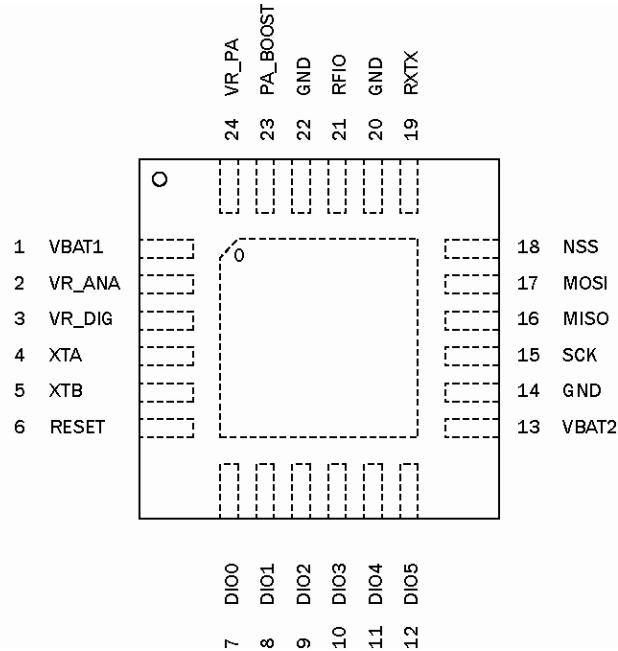 24 VR_PA
23 PA_BOOST
22 GND
21 RFIO
20 GND
19 RXTX
1 VBAT1
2 VR_ANA
3 VR_DIG
4 XTA
5 XTB
6 RESET
0
18 NSS
17 MOSI
16 MISO
15 SCK
14 GND
13 VBAT2
7 DIO0
8 DIO1
9 DIO2
10 DIO3
11 DIO4
12 DIO5